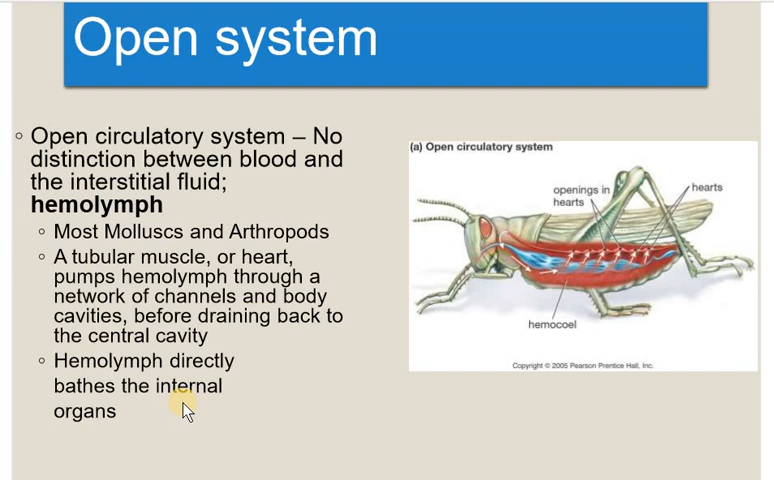 Open system
◦ Open circulatory system – No
distinction between blood and
the interstitial fluid;
hemolymph
◦ Most Molluscs and Arthropods
◦ A tubular muscle, or heart,
pumps hemolymph through a
network of channels and body
cavities, before draining back to
the central cavity
◦ Hemolymph directly
bathes the internal
organs
(a) Open circulatory system
openings in
hearts
hearts
hemocoel
Copyright © 2005 Pearson Prentice Hall, Inc.